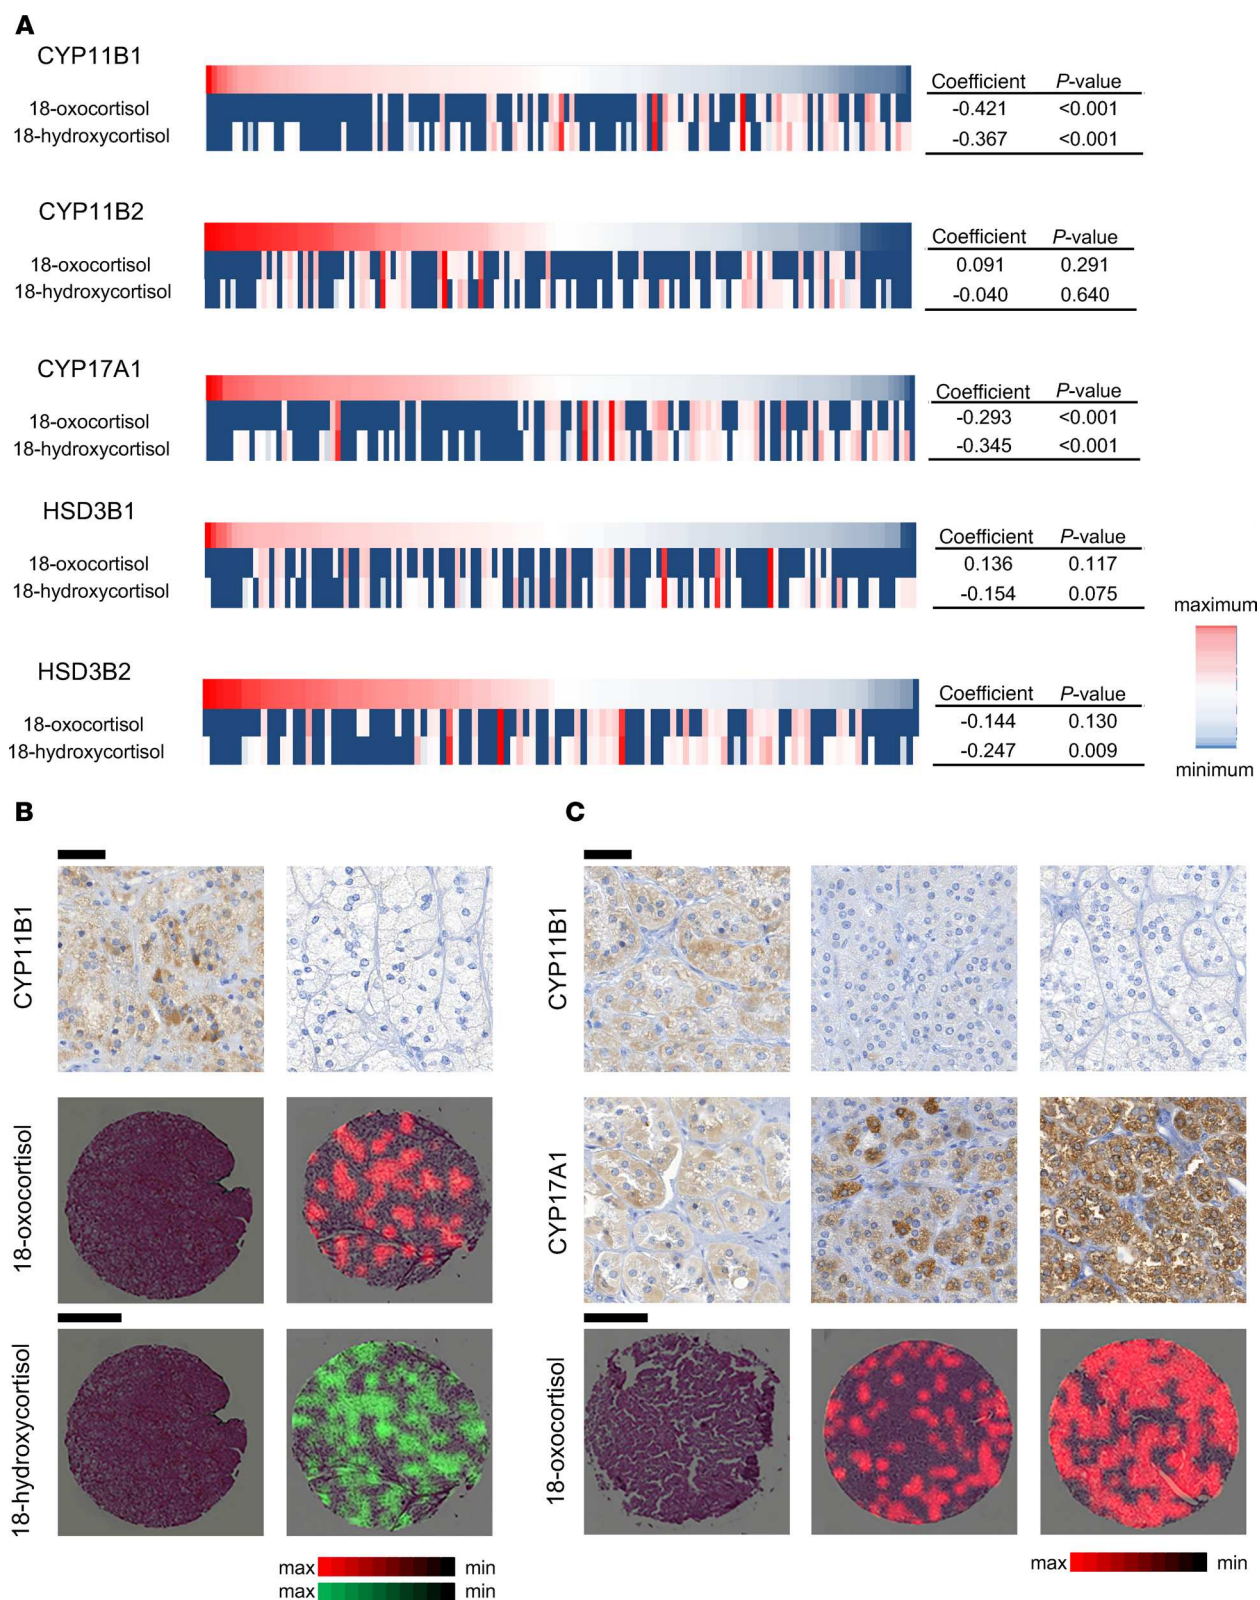 A
CYP11B1
Coefficient P-value
18-oxocortisol -0.421 <0.001
18-hydroxycortisol -0.367 <0.001
CYP11B2
Coefficient P-value
18-oxocortisol 0.091 0.291
18-hydroxycortisol -0.040 0.640
CYP17A1
Coefficient P-value
18-oxocortisol -0.293 <0.001
18-hydroxycortisol -0.345 <0.001
HSD3B1
Coefficient P-value
18-oxocortisol 0.136 0.117
18-hydroxycortisol -0.154 0.075
maximum
minimum
HSD3B2
Coefficient P-value
18-oxocortisol -0.144 0.130
18-hydroxycortisol -0.247 0.009
B
CYP11B1
18-oxocortisol
18-hydroxycortisol
max min
max min
C
CYP11B1
CYP17A1
18-oxocortisol
max min